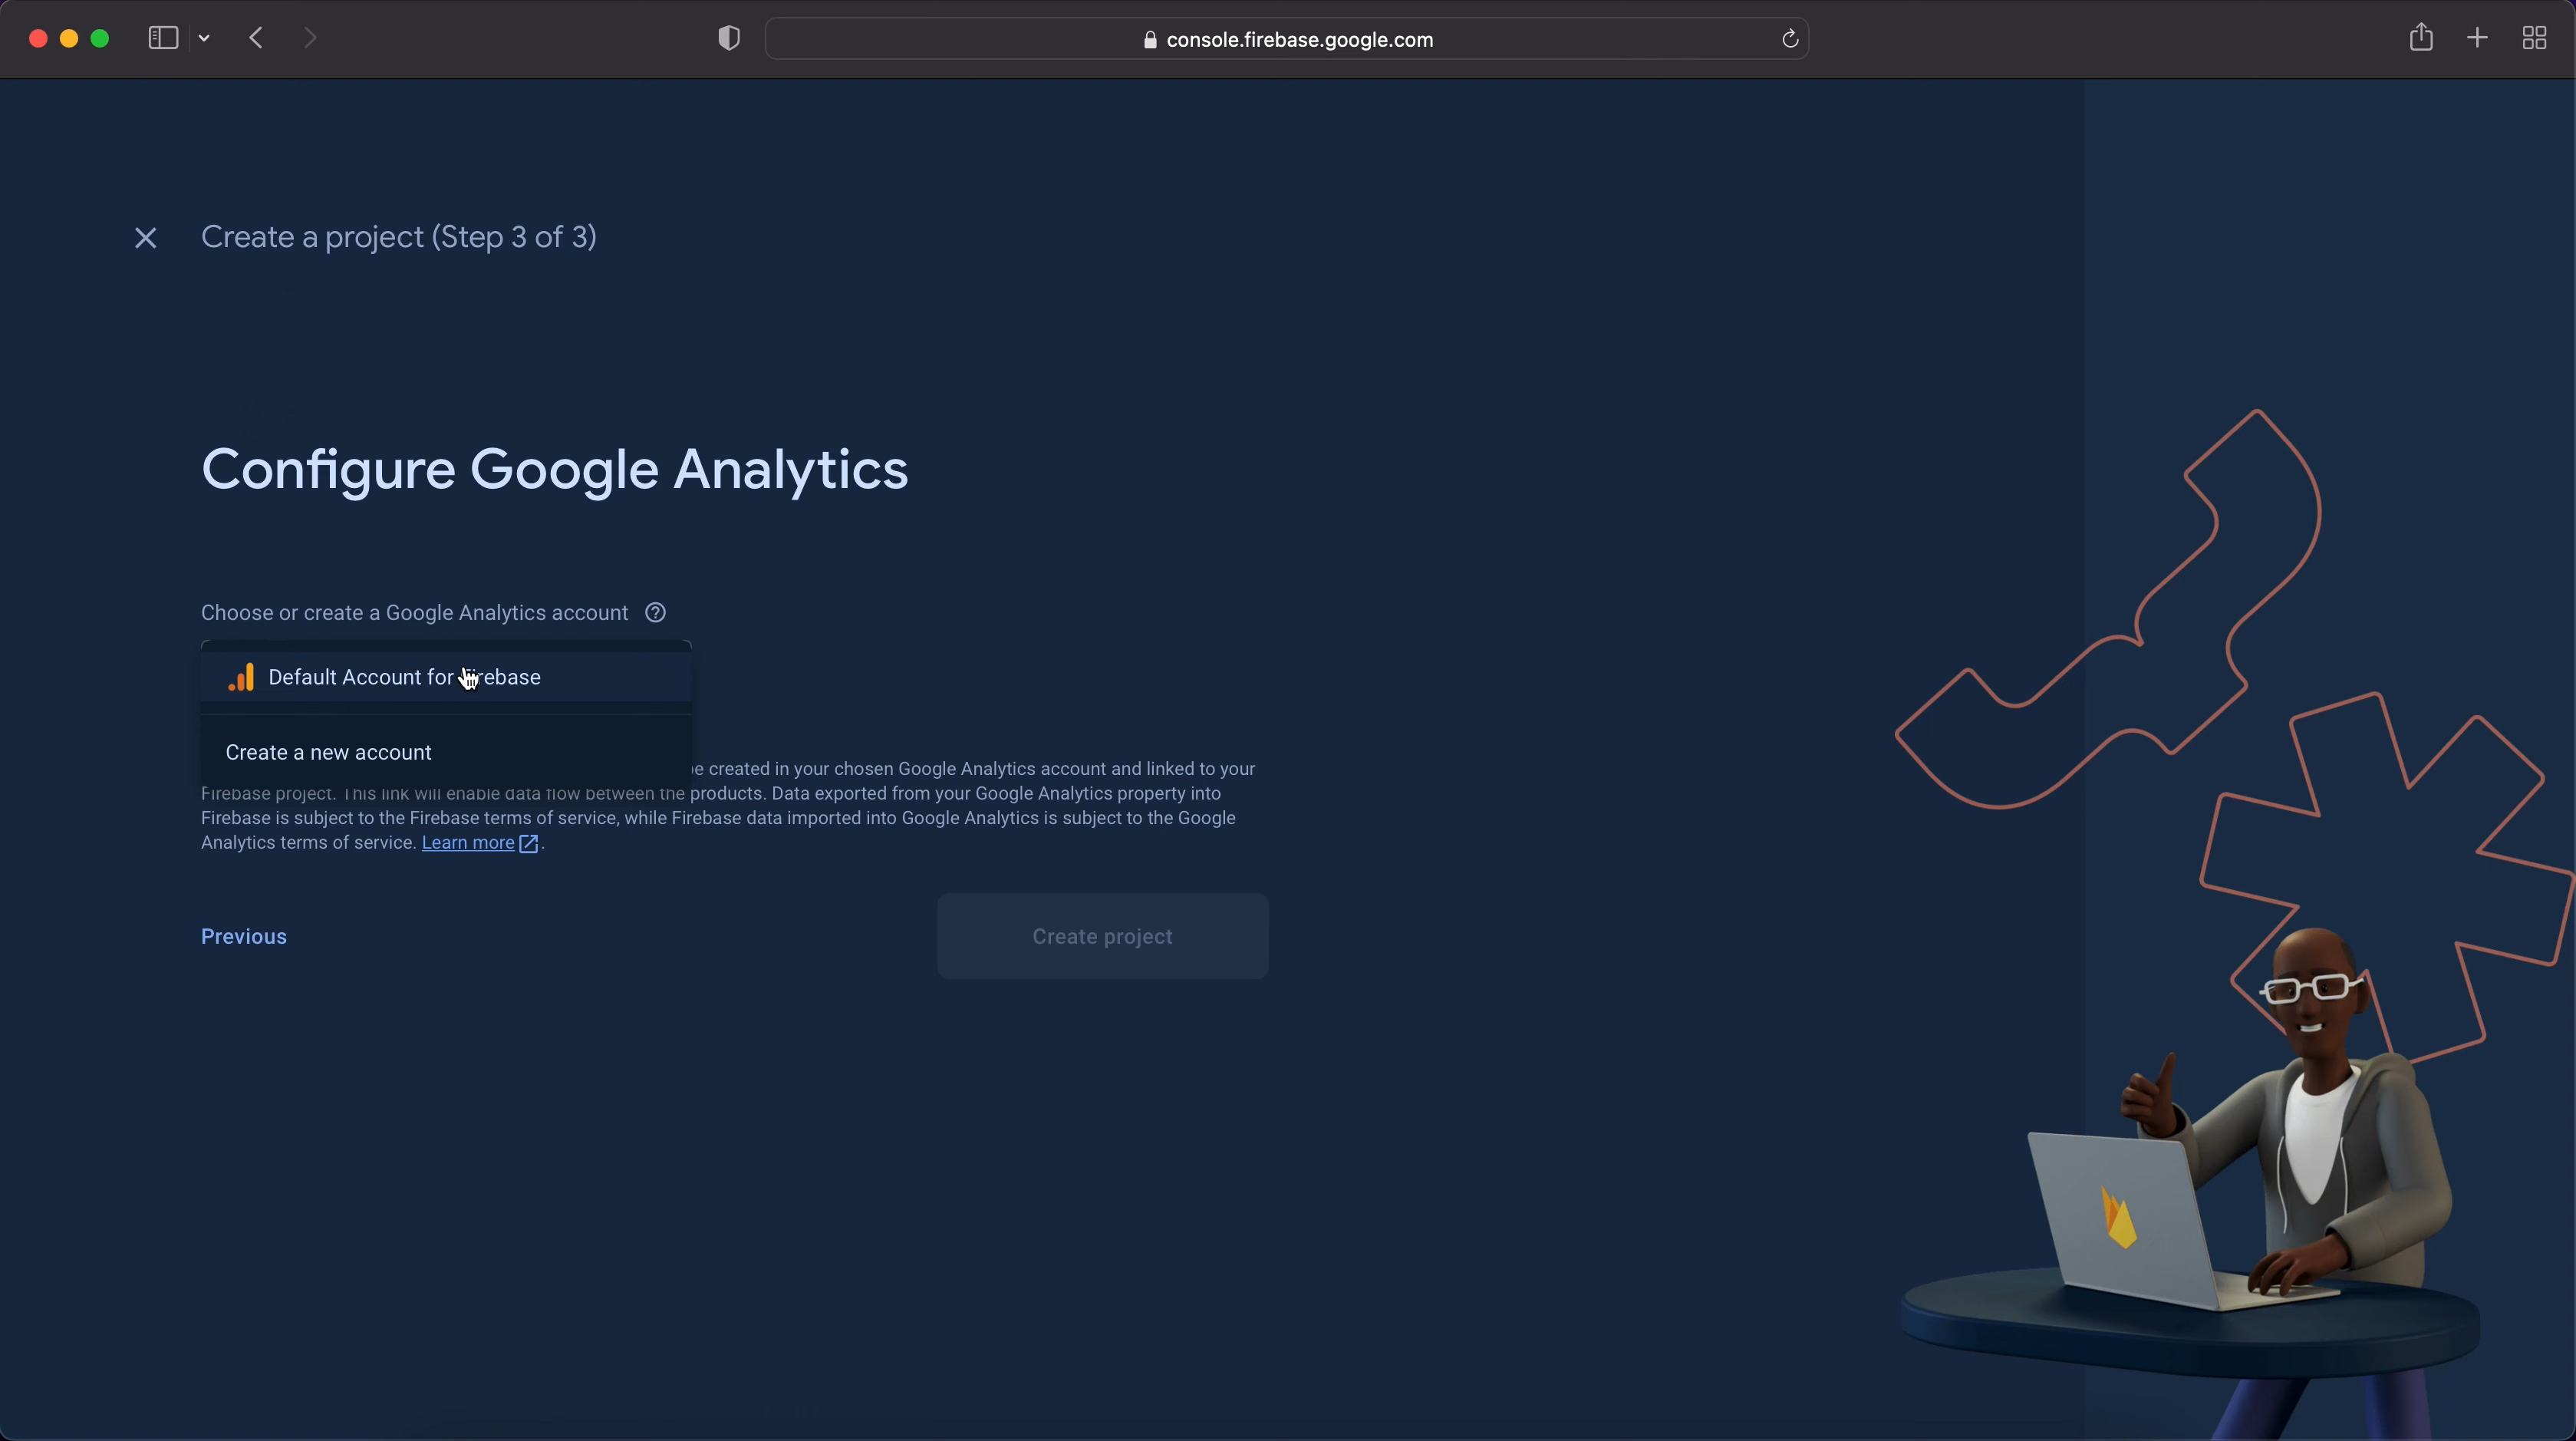 console.firebase.google.com
Create a project (Step 3 of 3)
Configure Google Analytics
Choose or create a Google Analytics account
Default Account for
Create a new account
created in your chosen Google Analytics account and linked to your
Firebase project. This link will enable data flow between the products. Data exported from your Google Analytics property into
Firebase is subject to the Firebase terms of service, while Firebase data imported into Google Analytics is subject to the Google
Analytics terms of service. Learn more.
Previous
Create project